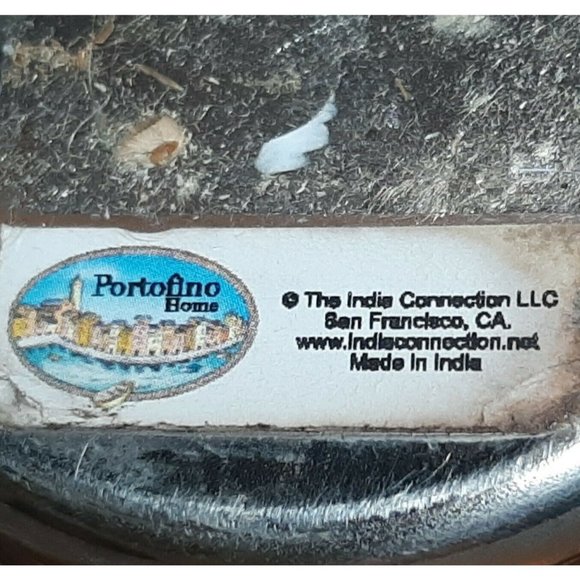 Portofino
Home
© The India Connection LLC
San Francisco, CA.
www.indiaconnection.net
Made in India